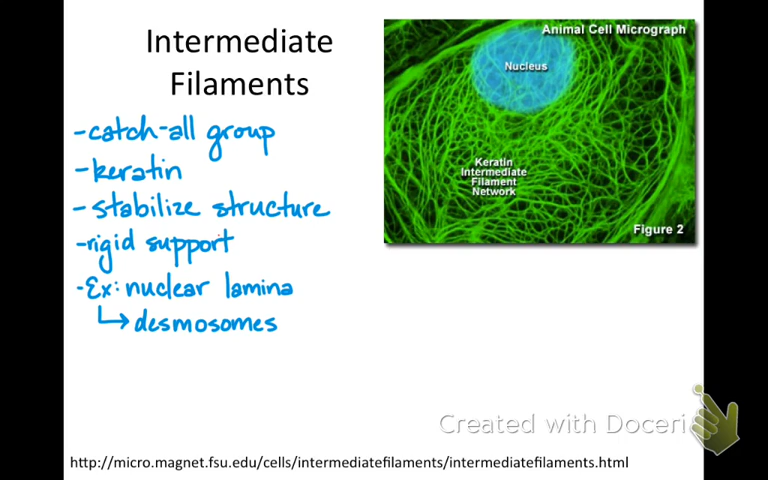 Intermediate
Filaments
-catch-all group
-keratin
-stabilize structure
-rigid support
-Ex: nuclear lamina
↳desmosomes
Animal Cell Micrograph
Nucleus
Keratin
Intermediate
Filament
Network
Figure 2
Created with Doceri
http://micro.magnet.fsu.edu/cells/intermediatefilaments/intermediatefilaments.html